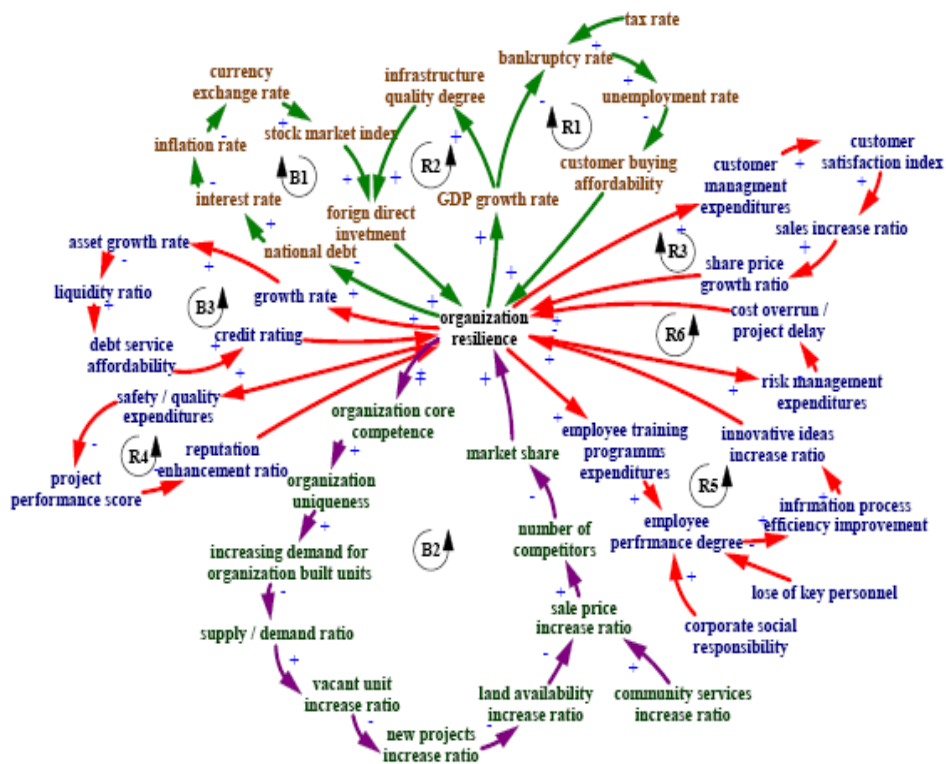 tax rate
bankruptcy rate
unemployment rate
customer buying
affordability
currency
exchange rate
infrastructure
quality degree
stock market index
inflation rate
interest rate
national debt
forign direct
invetment
GDP growth rate
B1
R2
R1
customer
managment
expenditures
customer
satisfaction index
sales increase ratio
share price
growth ratio
R3
cost overrun /
project delay
R6
risk management
expenditures
asset growth rate
liquidity ratio
debt service
affordability
growth rate
credit rating
B3
organization
resilience
safety / quality
expenditures
project
performance score
reputation
enhancement ratio
R4
organization core
competence
organization
uniqueness
increasing demand for
organization built units
supply / demand ratio
vacant unit
increase ratio
new projects
increase ratio
land availability
increase ratio
community services
increase ratio
sale price
increase ratio
number of
competitors
market share
B2
employee training
programms
expenditures
innovative ideas
increase ratio
R5
infrmation process
efficiency improvement
employee
perfrmance degree
lose of key personnel
corporate social
responsibility